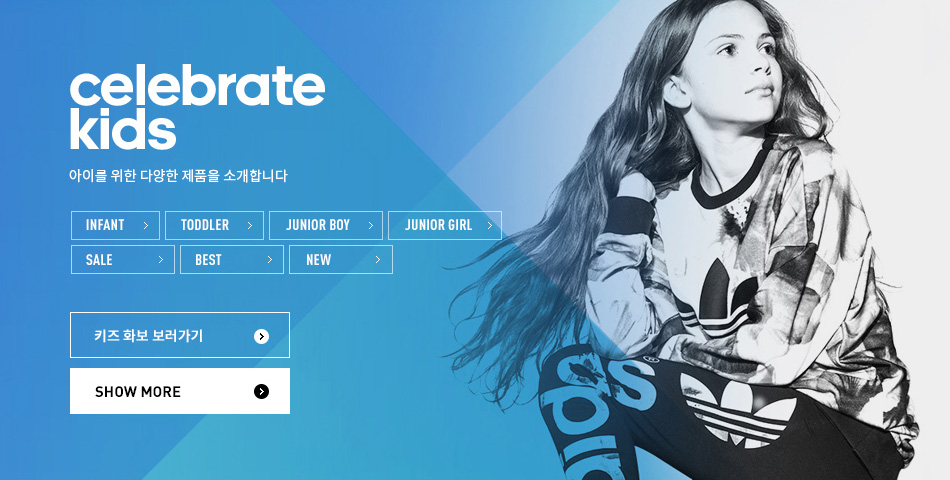 celebrate
kids
아이를 위한 다양한 제품을 소개합니다
INFANT TODDLER JUNIOR BOY JUNIOR GIRL
SALE BEST NEW
키즈 화보 보러가기
SHOW MORE